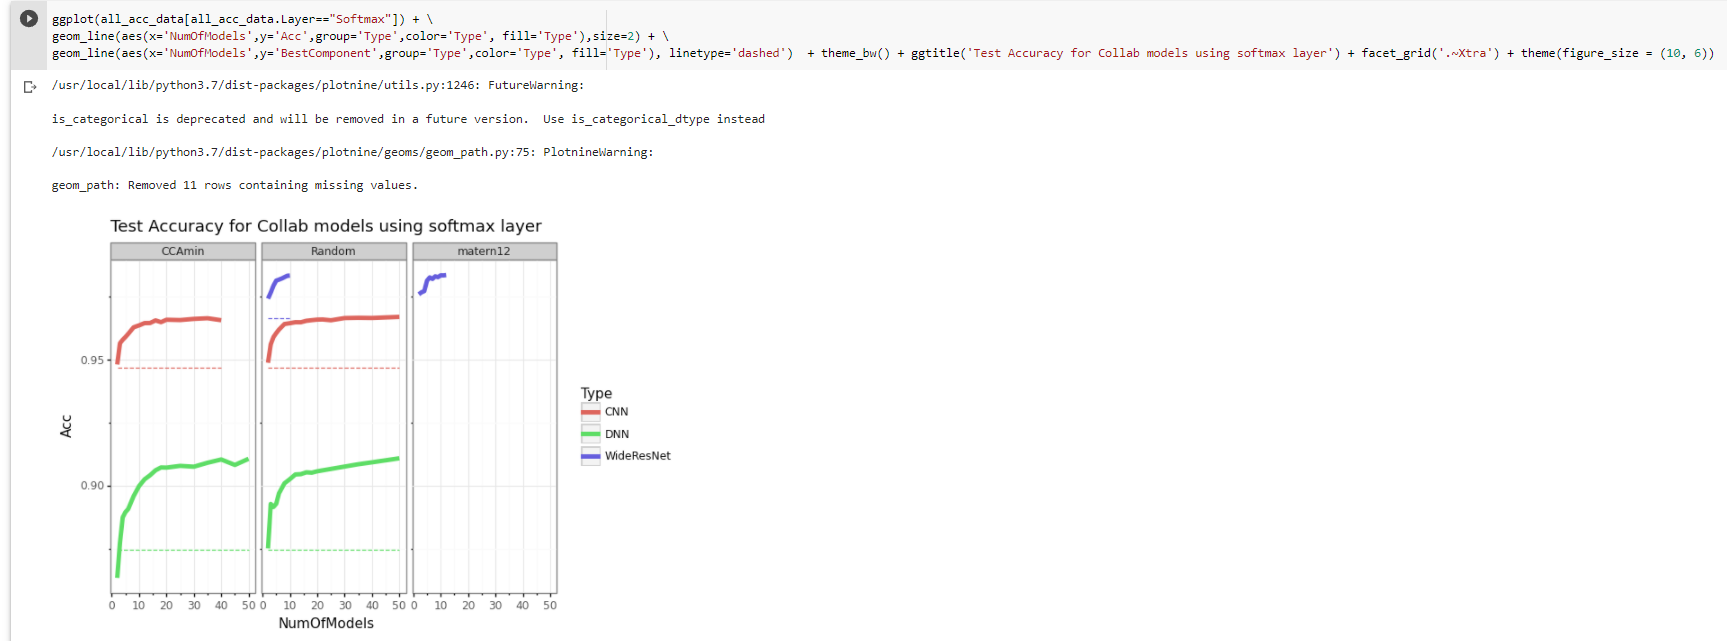 ggplot(all_acc_data[all_acc_data.Layer=="Softmax"]) + \
geom_line(aes(x='NumOfModels',y='Acc',group='Type',color='Type', fill='Type'),size=2) + \
geom_line(aes(x='NumOfModels',y='BestComponent',group='Type',color='Type', fill='Type'), linetype='dashed')  + theme_bw() + ggtitle('Test Accuracy for Collab models using softmax layer') + facet_grid('.~Xtra') + theme(figure_size = (10, 6))
/usr/local/lib/python3.7/dist-packages/plotnine/utils.py:1246: FutureWarning:
is_categorical is deprecated and will be removed in a future version.  Use is_categorical_dtype instead
/usr/local/lib/python3.7/dist-packages/plotnine/geoms/geom_path.py:75: PlotnineWarning:
geom_path: Removed 11 rows containing missing values.
Test Accuracy for Collab models using softmax layer
CCAmin Random matern12
0.95
0.90
Acc
0 10 20 30 40 50 0 10 20 30 40 50 0 10 20 30 40 50
NumOfModels
Type
CNN
DNN
WideResNet